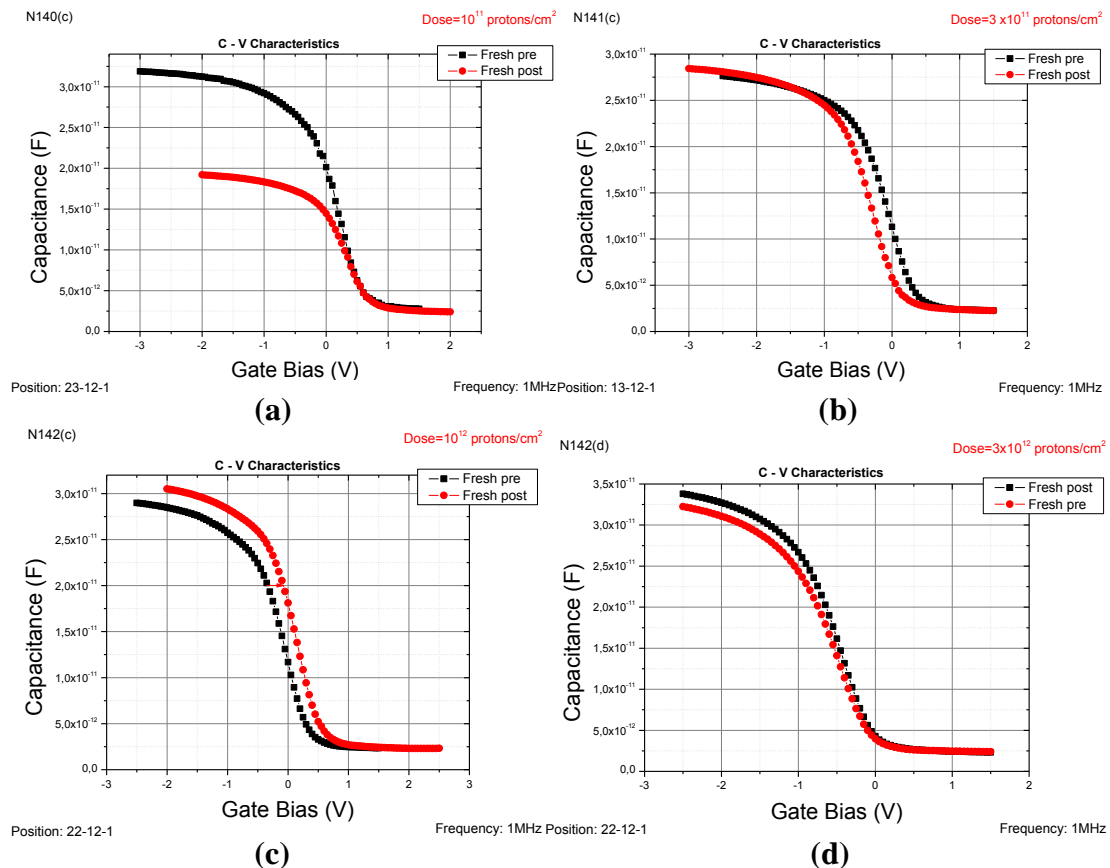 N140(c)
Dose=10¹¹ protons/cm²
C - V Characteristics
Fresh pre
Fresh post
3,0x10⁻¹¹
2,5x10⁻¹¹
2,0x10⁻¹¹
1,5x10⁻¹¹
1,0x10⁻¹¹
5,0x10⁻¹²
0,0
Capacitance (F)
-3 -2 -1 0 1 2
Gate Bias (V)
Position: 23-12-1
Frequency: 1MHz
(a)
N141(c)
Dose=3 x10¹¹ protons/cm²
C - V Characteristics
Fresh pre
Fresh post
3,0x10⁻¹¹
2,5x10⁻¹¹
2,0x10⁻¹¹
1,5x10⁻¹¹
1,0x10⁻¹¹
5,0x10⁻¹²
0,0
Capacitance (F)
-3 -2 -1 0 1 2
Gate Bias (V)
Position: 13-12-1
Frequency: 1MHz
(b)
N142(c)
Dose=10¹² protons/cm²
C - V Characteristics
Fresh pre
Fresh post
3,0x10⁻¹¹
2,5x10⁻¹¹
2,0x10⁻¹¹
1,5x10⁻¹¹
1,0x10⁻¹¹
5,0x10⁻¹²
0,0
Capacitance (F)
-3 -2 -1 0 1 2 3
Gate Bias (V)
Position: 22-12-1
Frequency: 1MHz
(c)
N142(d)
Dose=3x10¹² protons/cm²
C - V Characteristics
Fresh post
Fresh pre
3,5x10⁻¹¹
3,0x10⁻¹¹
2,5x10⁻¹¹
2,0x10⁻¹¹
1,5x10⁻¹¹
1,0x10⁻¹¹
5,0x10⁻¹²
0,0
Capacitance (F)
-3 -2 -1 0 1 2
Gate Bias (V)
Position: 22-12-1
Frequency: 1MHz
(d)